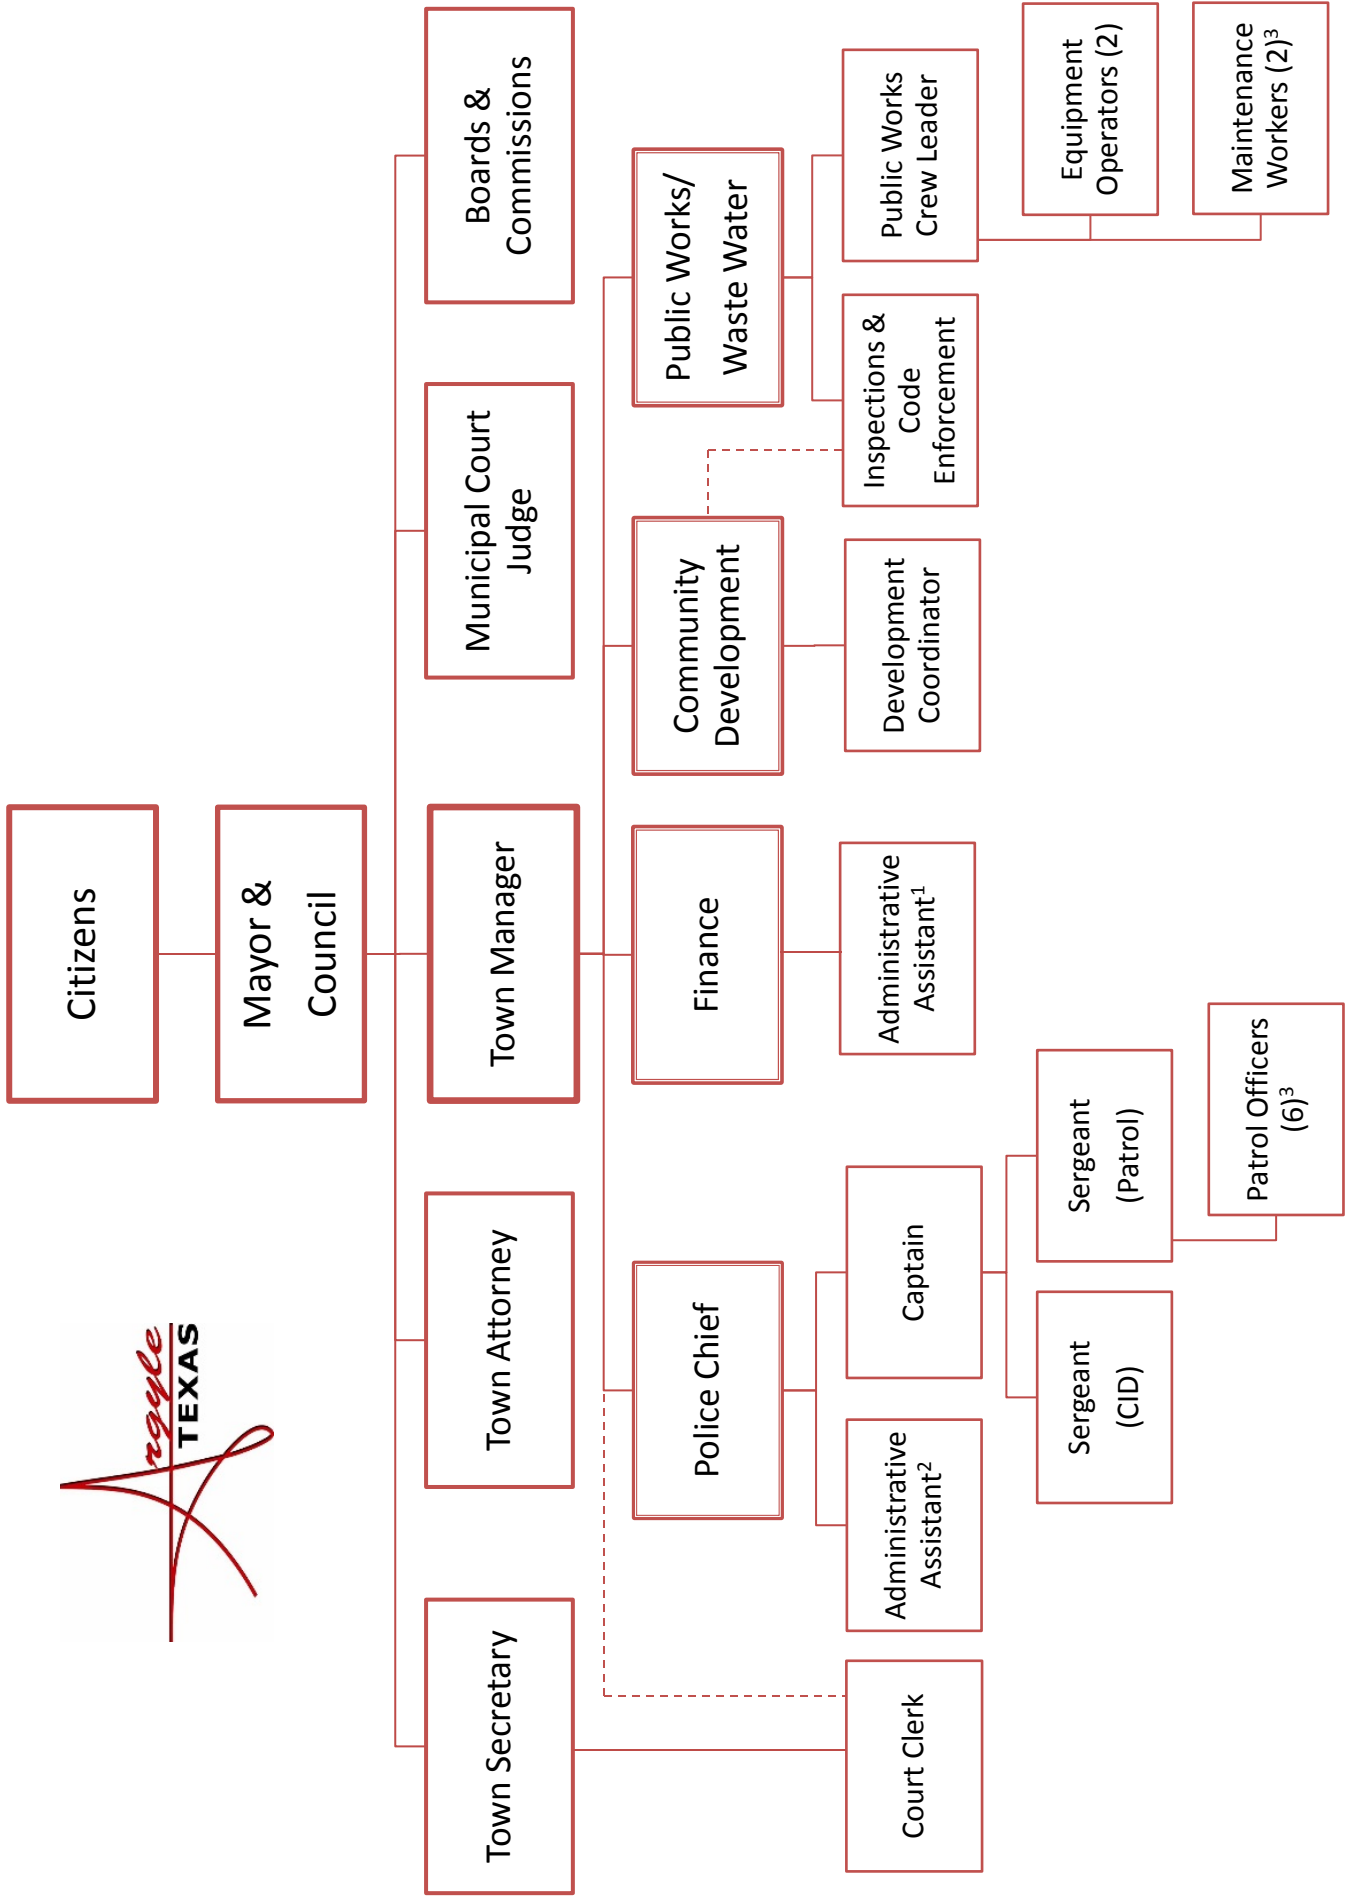 rgyle
TEXAS
Citizens
Mayor &
Council
Town Secretary
Town Attorney
Town Manager
Municipal Court
Judge
Boards &
Commissions
Police Chief
Finance
Community
Development
Public Works/
Waste Water
Court Clerk
Administrative
Assistant²
Captain
Administrative
Assistant¹
Development
Coordinator
Inspections &
Code
Enforcement
Public Works
Crew Leader
Sergeant
(CID)
Sergeant
(Patrol)
Equipment
Operators (2)
Patrol Officers
(6)³
Maintenance
Workers (2)³